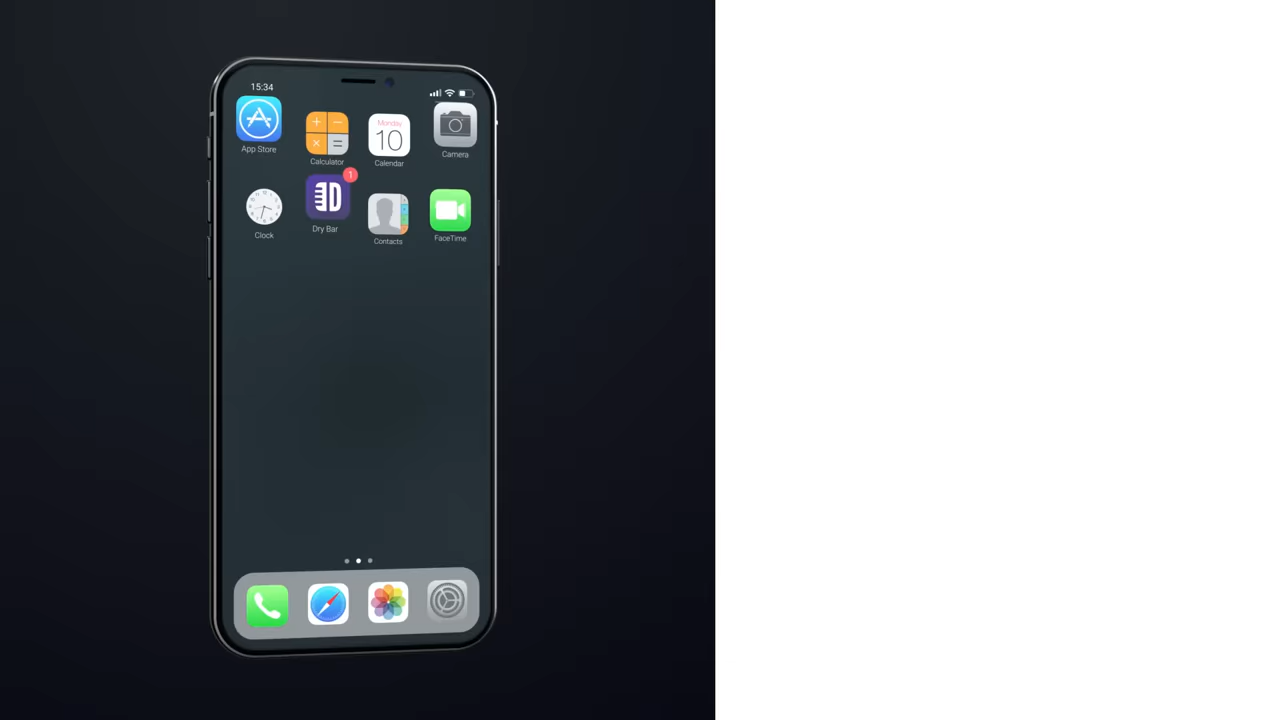 15:34
App Store
Calculator
Monday
10
Calendar
Camera
Clock
1
D
Dry Bar
Contacts
FaceTime